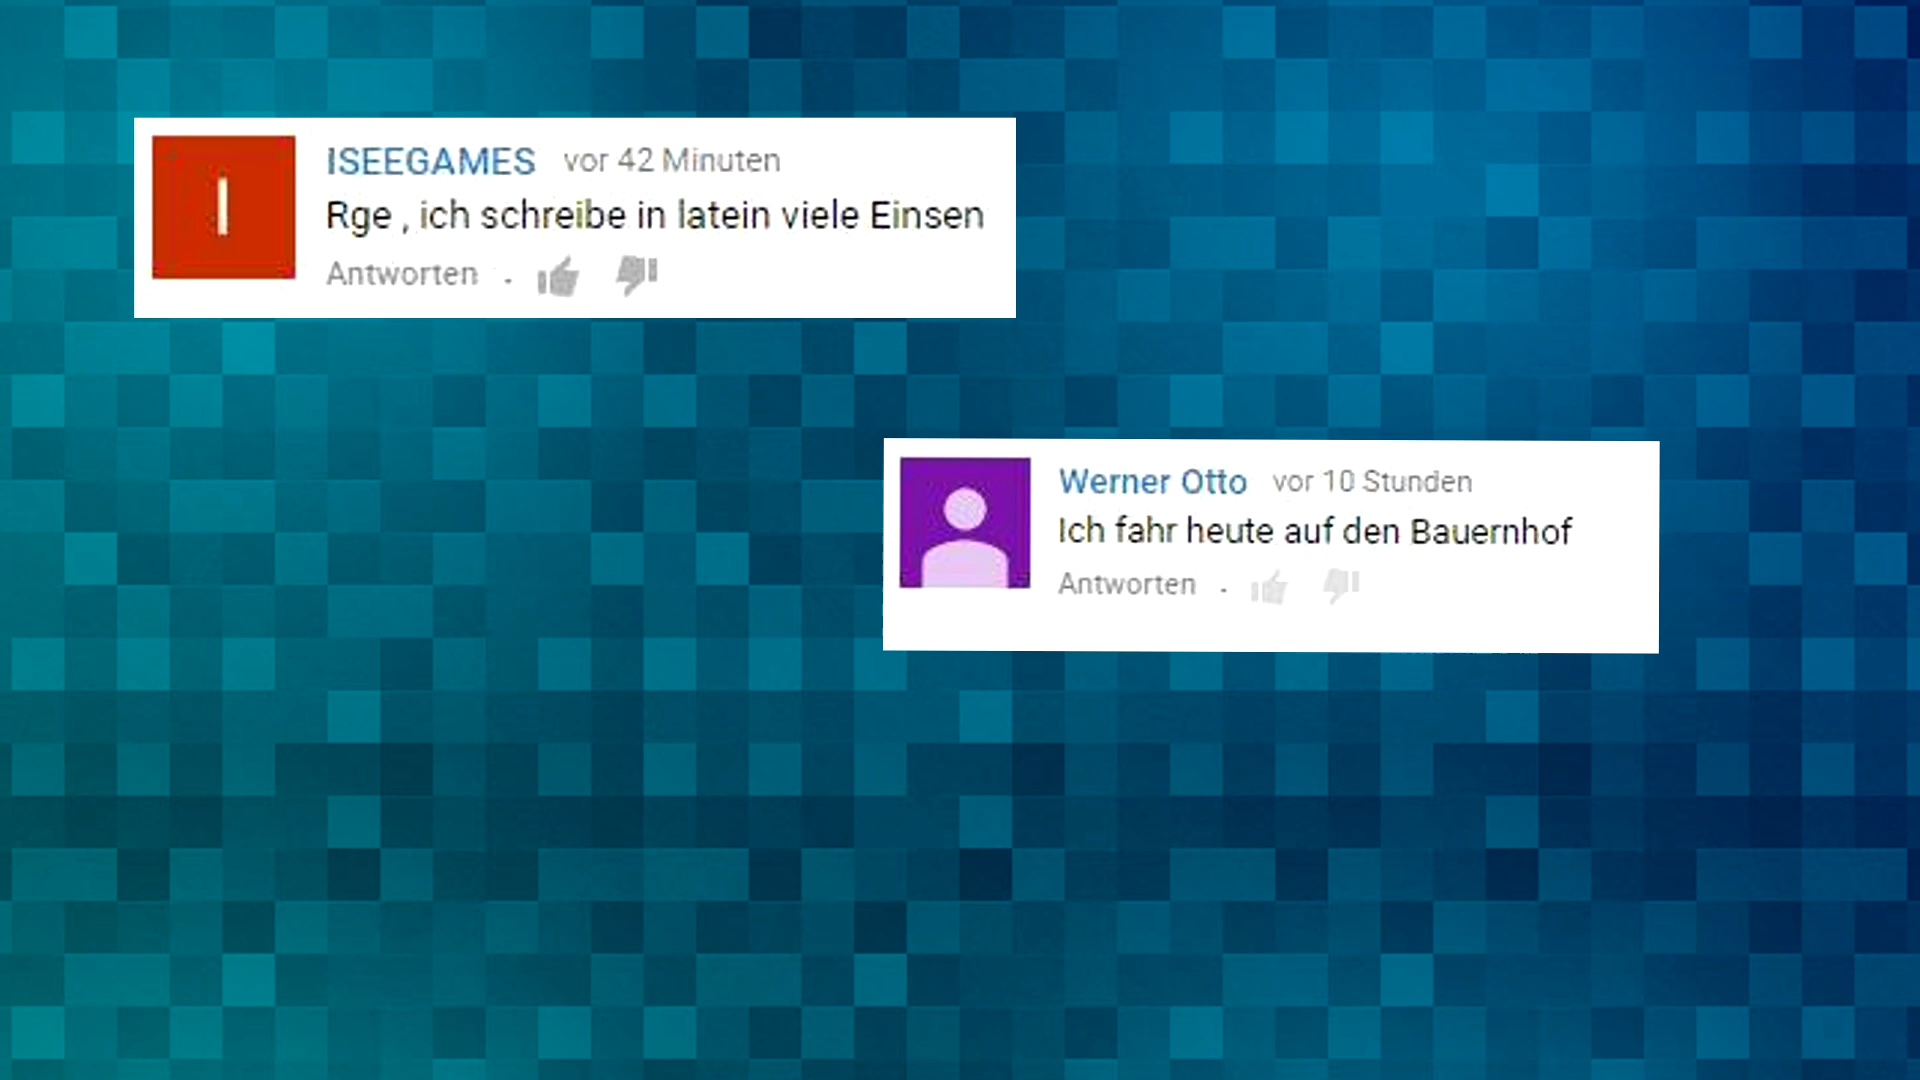 I
ISEEGAMES vor 42 Minuten
Rge , ich schreibe in latein viele Einsen
Antworten .
Werner Otto vor 10 Stunden
Ich fahr heute auf den Bauernhof
Antworten .